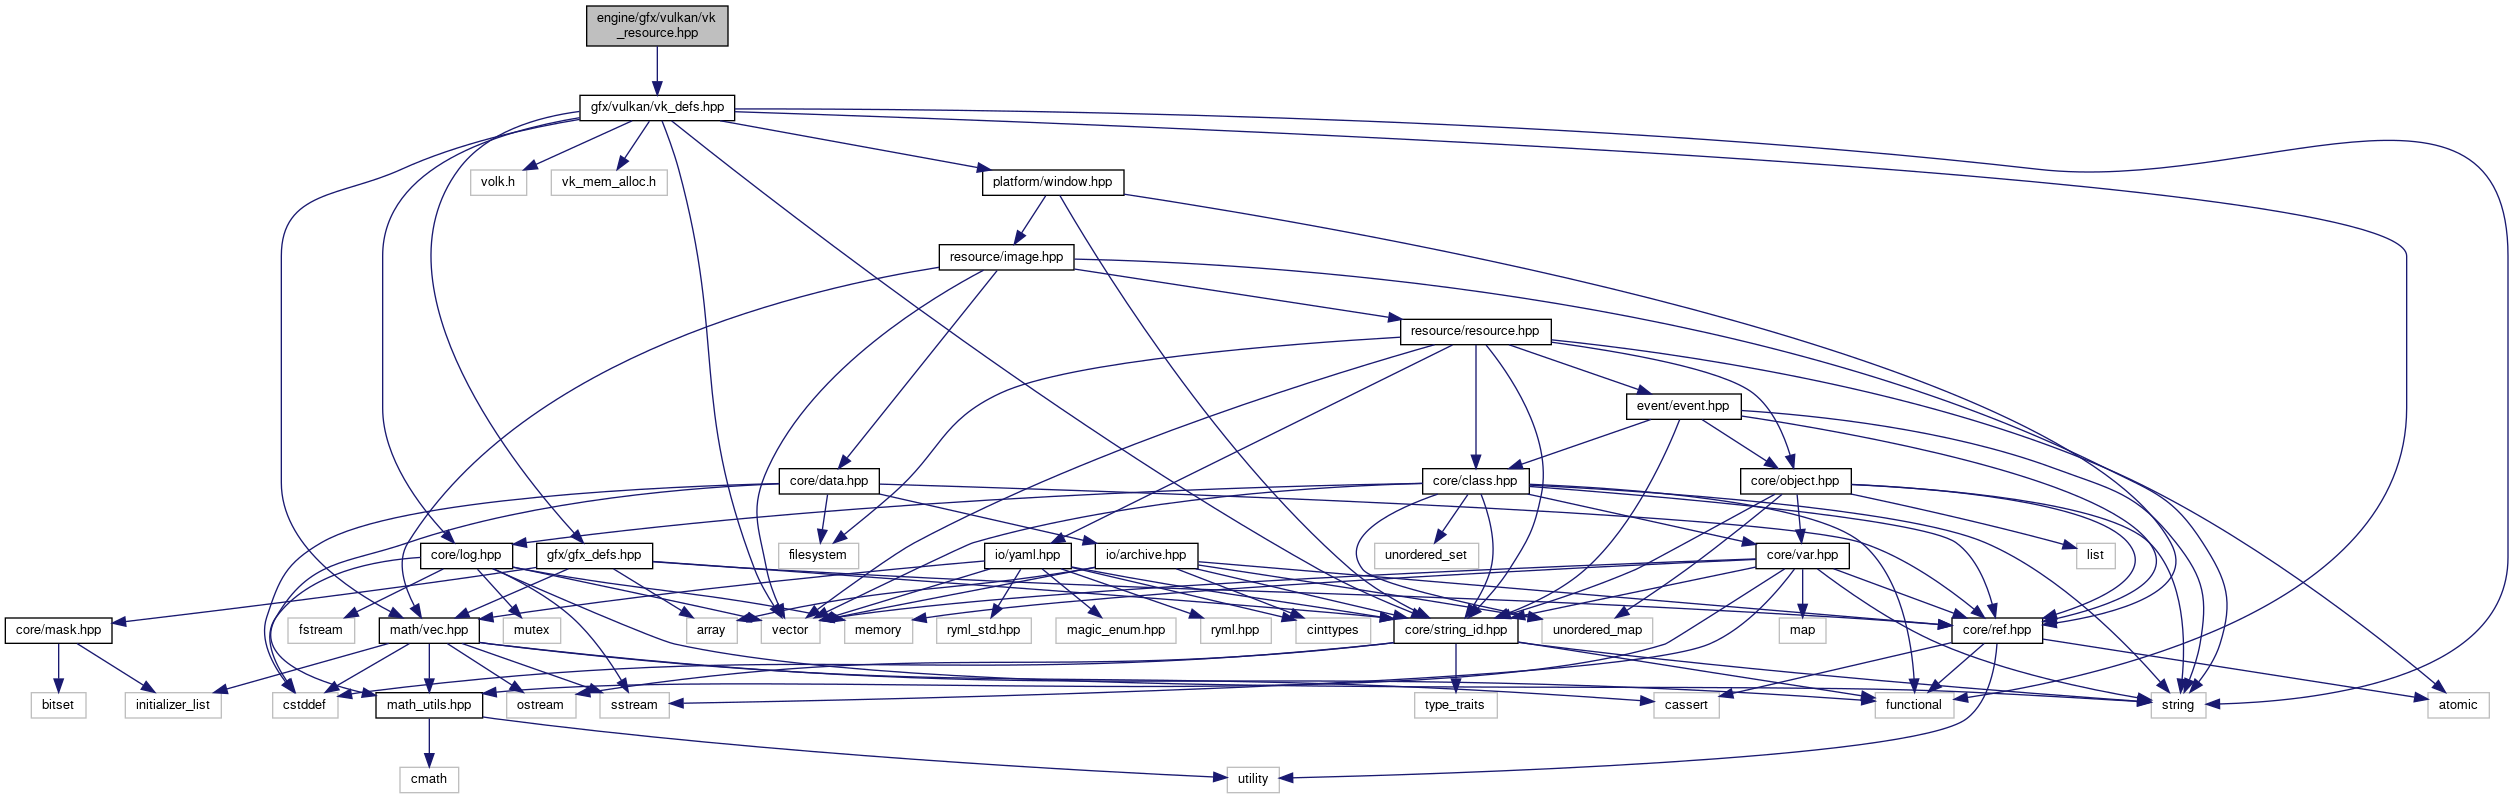 engine/gfx/vulkan/vk
_resource.hpp
gfx/vulkan/vk_defs.hpp
volk.h
vk_mem_alloc.h
platform/window.hpp
resource/image.hpp
resource/resource.hpp
event/event.hpp
core/data.hpp
core/class.hpp
core/object.hpp
core/log.hpp
gfx/gfx_defs.hpp
filesystem
io/yaml.hpp
io/archive.hpp
unordered_set
core/var.hpp
list
core/mask.hpp
fstream
math/vec.hpp
mutex
array
vector
memory
ryml_std.hpp
magic_enum.hpp
ryml.hpp
cinttypes
core/string_id.hpp
unordered_map
map
core/ref.hpp
bitset
initializer_list
cstddef
math_utils.hpp
ostream
sstream
type_traits
cassert
functional
string
atomic
cmath
utility